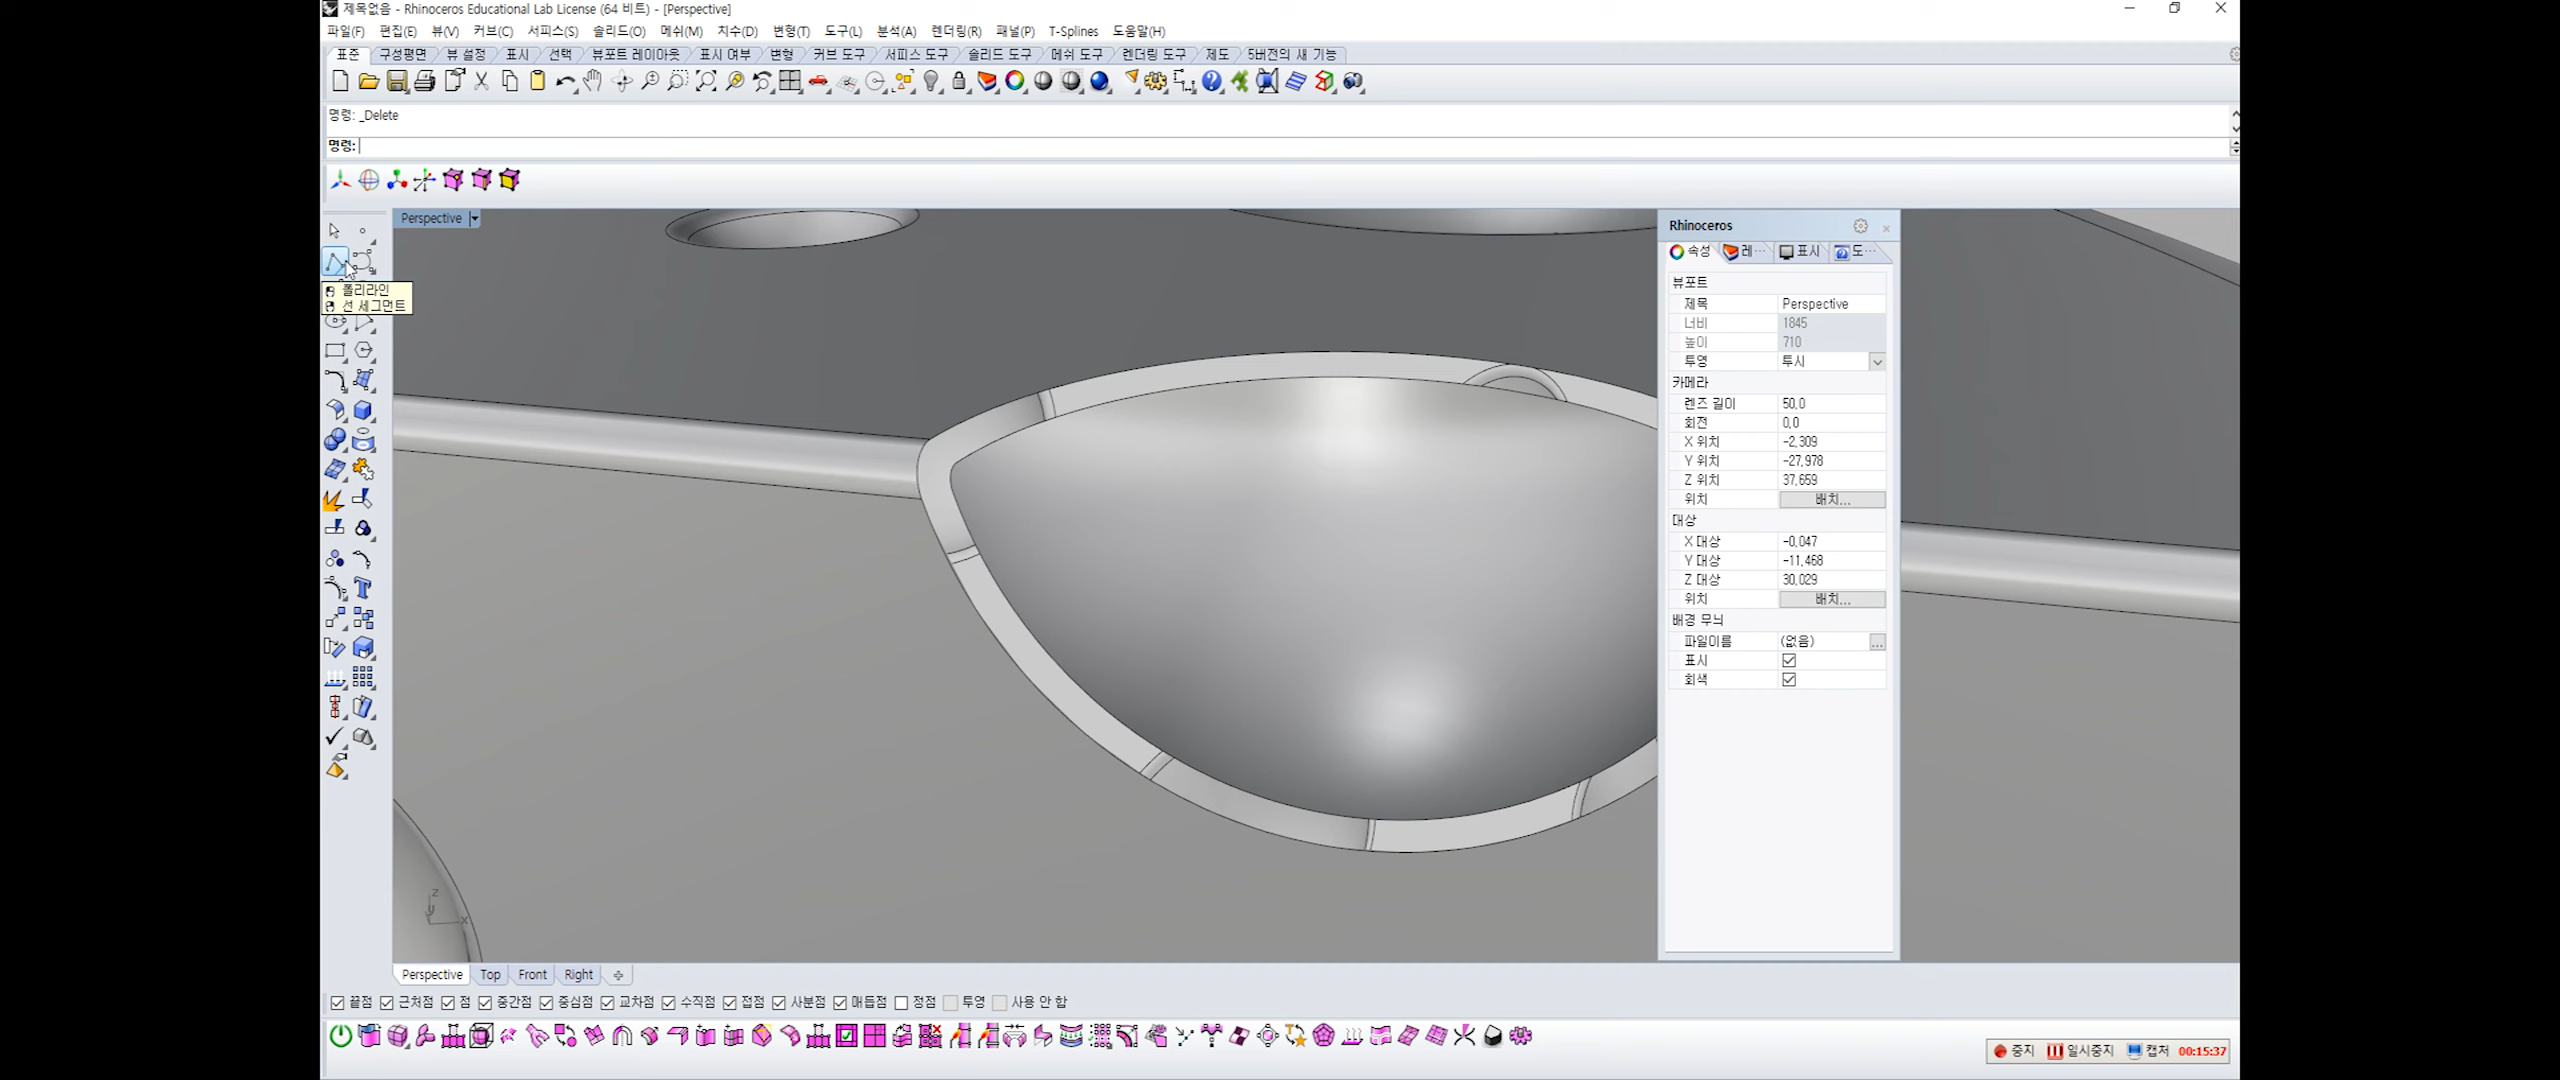 제목없음 - Rhinoceros Educational Lab License (64 비트) - [Perspective]
파일(F) 편집(E) 뷰(V) 커브(C) 서피스(S) 솔리드(O) 메쉬(M) 치수(D) 변형(T) 도구(L) 분석(A) 렌더링(R) 패널(P) T-Splines 도움말(H)
표준 구성평면 뷰 설정 표시 선택 뷰포트 레이아웃 표시 여부 변형 커브 도구 서피스 도구 솔리드 도구 메쉬 도구 렌더링 도구 제도 5버전의 새 기능
명령: _Delete
명령:
Perspective
폴리라인
선 세그먼트
Rhinoceros
속성 레… 표시 도…
뷰포트
제목 Perspective
너비 1845
높이 710
투영 투시
카메라
렌즈 길이 50,0
회전 0,0
X 위치 -2,309
Y 위치 -27,978
Z 위치 37,659
위치 배치...
대상
X 대상 -0,047
Y 대상 -11,468
Z 대상 30,029
위치 배치...
배경 무늬
파일이름 (없음) ...
표시
회색
z
y
x
Perspective Top Front Right
끝점 근처점 점 중간점 중심점 교차점 수직점 접점 사분점 매듭점 정점 투영 사용 안 함
중지 일시중지 캡처 00:15:37